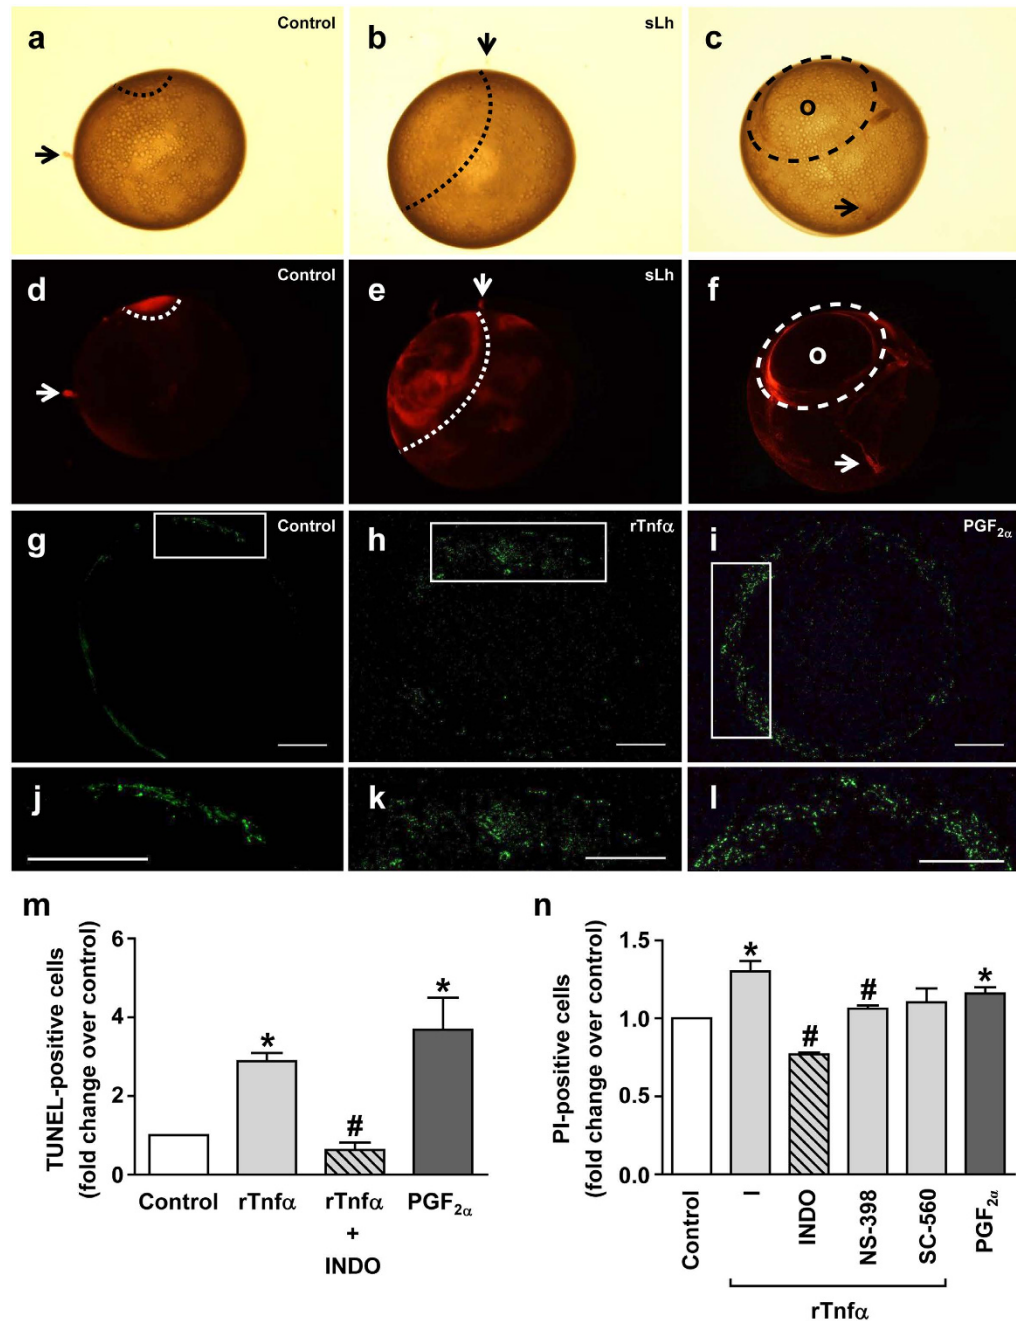 a Control
b sLh
c
o
d Control
e sLh
f
o
g Control
h rTnfα
i PGF2α
j
k
l
m
TUNEL-positive cells
(fold change over control)
6
4
2
0
*
#
*
Control
rTnfα
rTnfα
+
INDO
PGF2α
n
PI-positive cells
(fold change over control)
1.5
1.0
0.5
0.0
*
#
#
*
Control
-
INDO
NS-398
SC-560
PGF2α
rTnfα